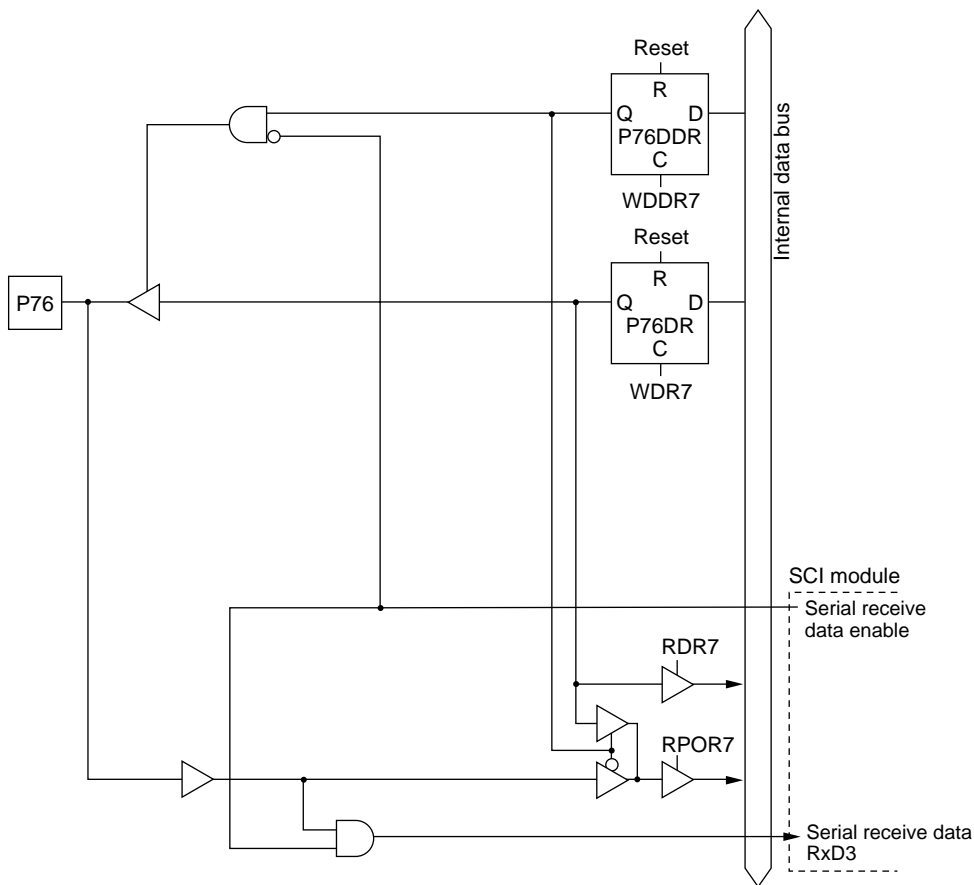 Reset
R
Q D
P76DDR
C
WDDR7
Internal data bus
Reset
R
P76
Q D
P76DR
C
WDR7
SCI module
Serial receive
data enable
RDR7
RPOR7
Serial receive data
RxD3